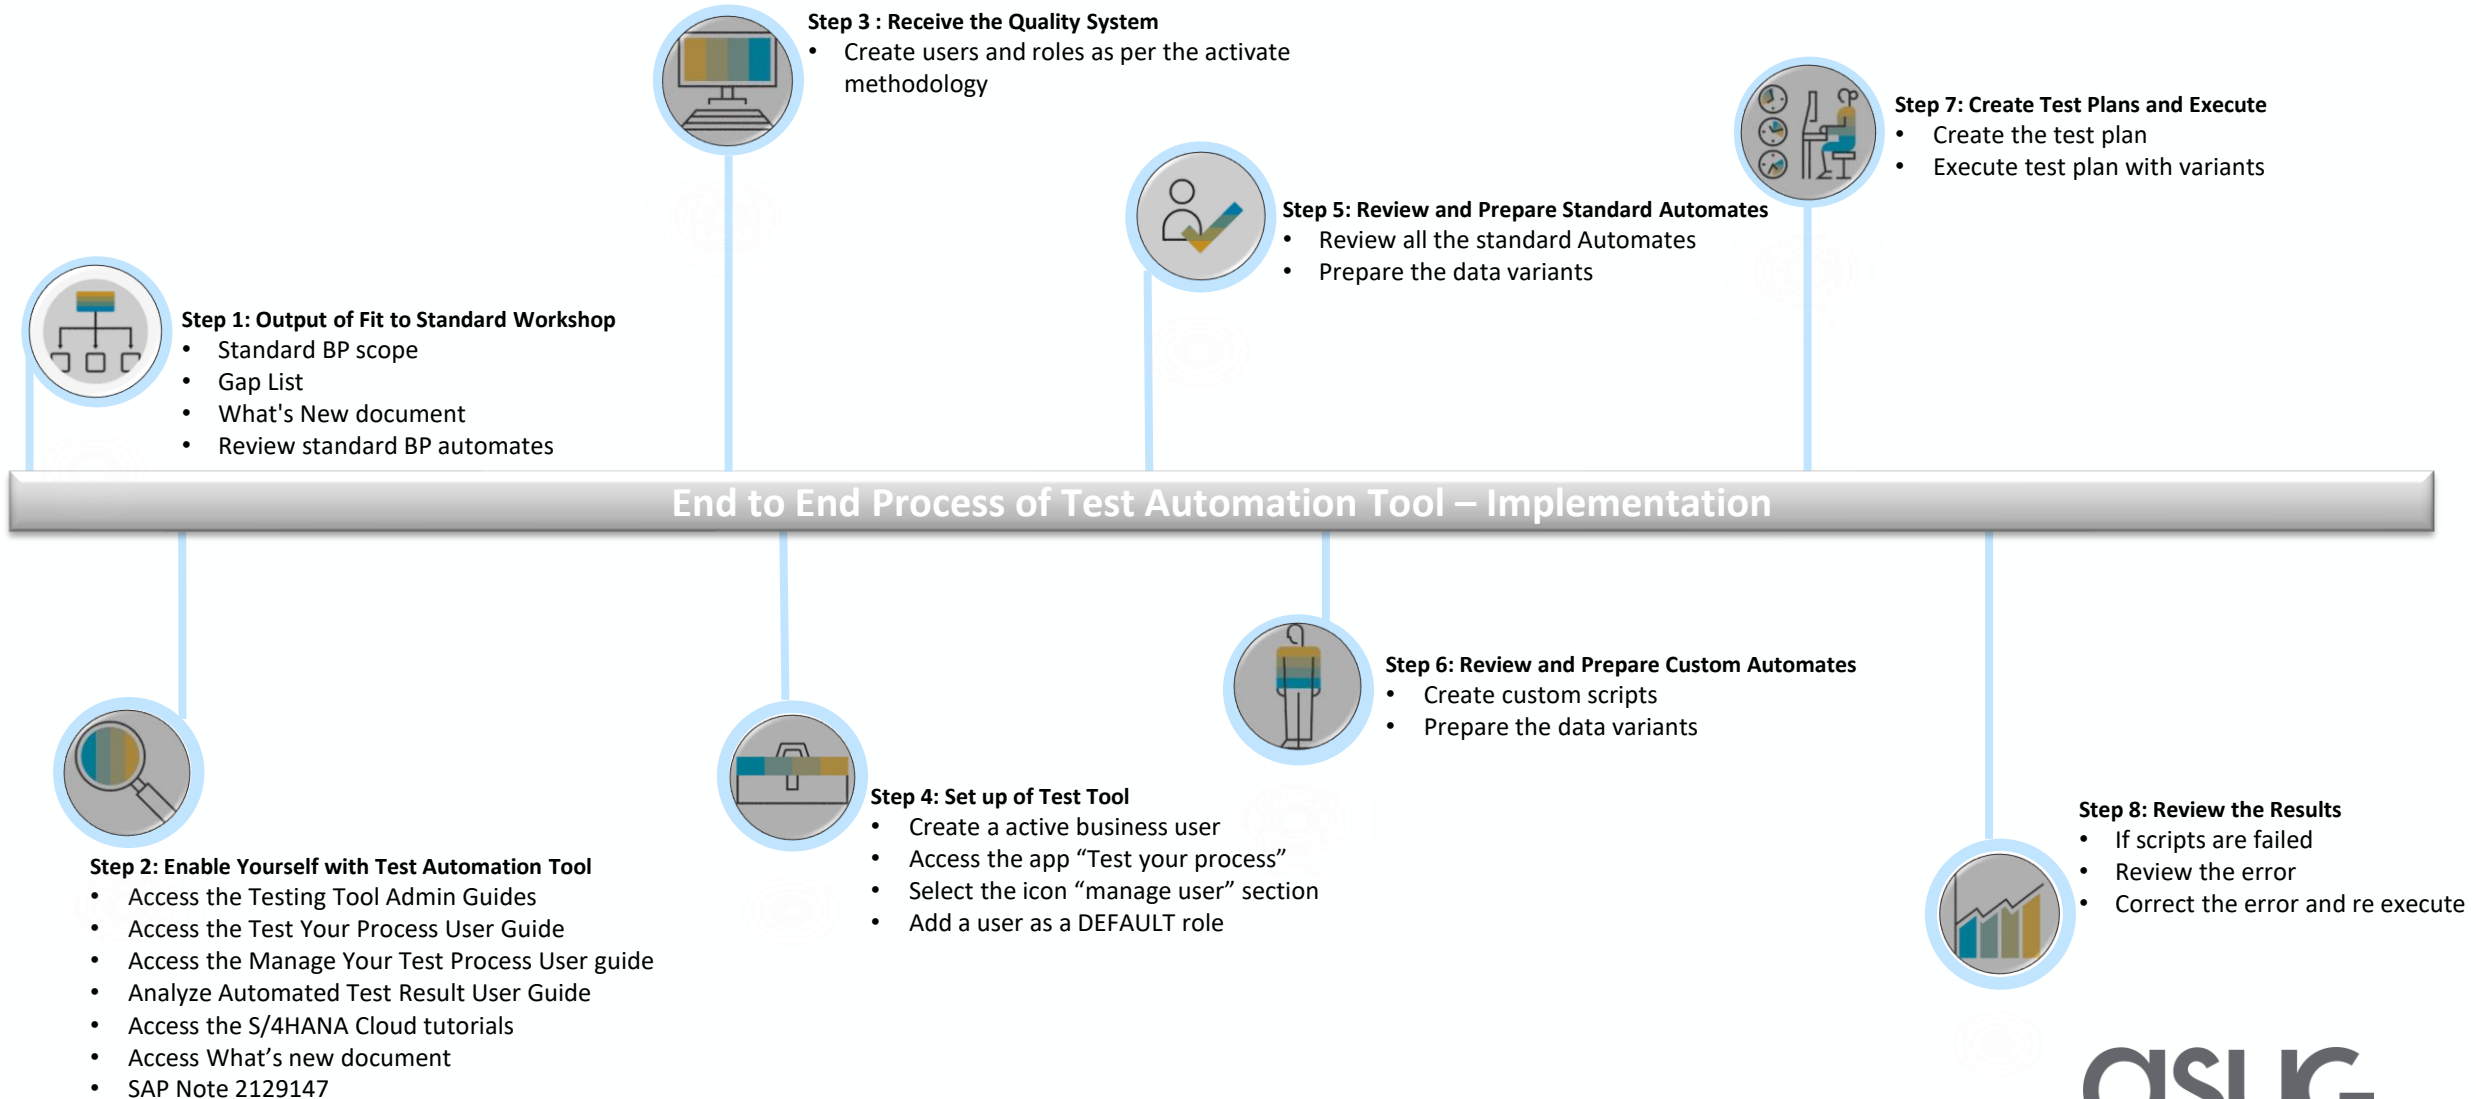 Step 3 : Receive the Quality System
• Create users and roles as per the activate
methodology
Step 7: Create Test Plans and Execute
• Create the test plan
• Execute test plan with variants
Step 5: Review and Prepare Standard Automates
• Review all the standard Automates
• Prepare the data variants
Step 1: Output of Fit to Standard Workshop
• Standard BP scope
• Gap List
• What's New document
• Review standard BP automates
End to End Process of Test Automation Tool – Implementation
Step 6: Review and Prepare Custom Automates
• Create custom scripts
• Prepare the data variants
Step 4: Set up of Test Tool
• Create a active business user
• Access the app “Test your process”
• Select the icon “manage user” section
• Add a user as a DEFAULT role
Step 8: Review the Results
• If scripts are failed
• Review the error
• Correct the error and re execute
Step 2: Enable Yourself with Test Automation Tool
• Access the Testing Tool Admin Guides
• Access the Test Your Process User Guide
• Access the Manage Your Test Process User guide
• Analyze Automated Test Result User Guide
• Access the S/4HANA Cloud tutorials
• Access What’s new document
• SAP Note 2129147
asug